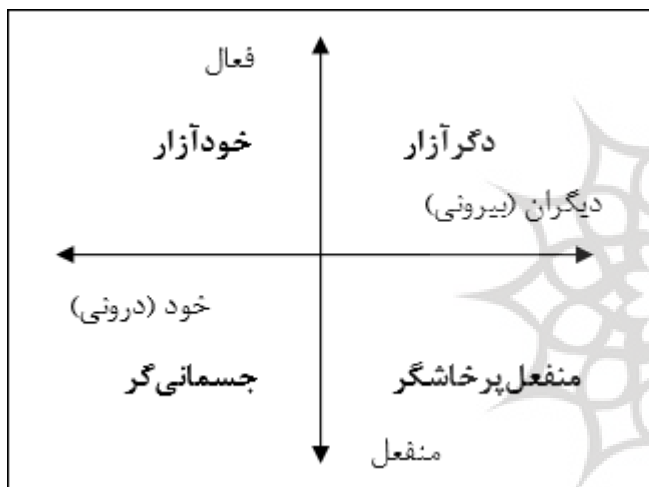 فعال
دگرآزار
خودآزار
دیگران (بیرونی)
خود (درونی)
منفعل‌پرخاشگر
جسمانی‌گر
منفعل